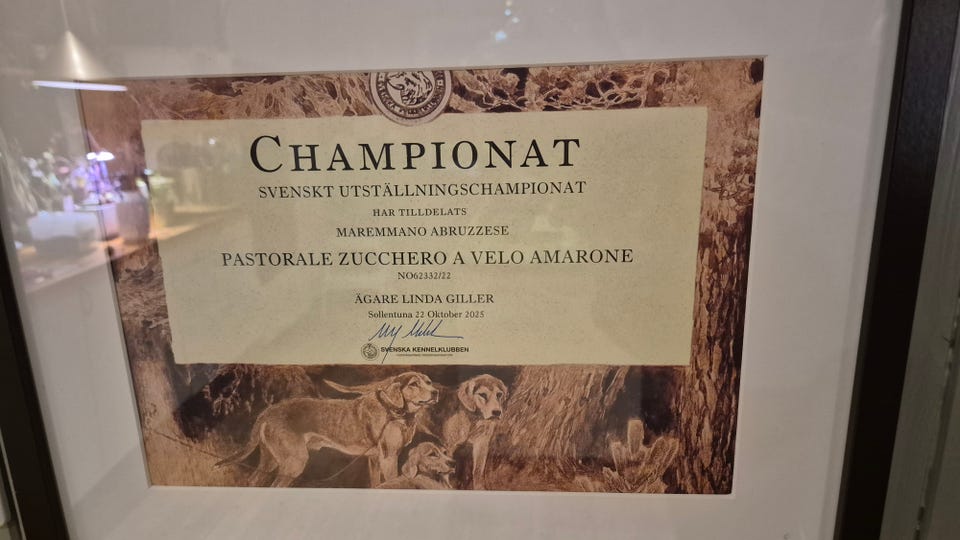 CHAMPIONAT
SVENSKT UTSTÄLLNINGSCHAMPIONAT
HAR TILLDELATS
MAREMMANO ABRUZZESE
PASTORALE ZUCCHERO A VELO AMARONE
NO62332/22
ÄGARE LINDA GILLER
Sollentuna 22 Oktober 2025
SVENSKA KENNELKLUBBEN